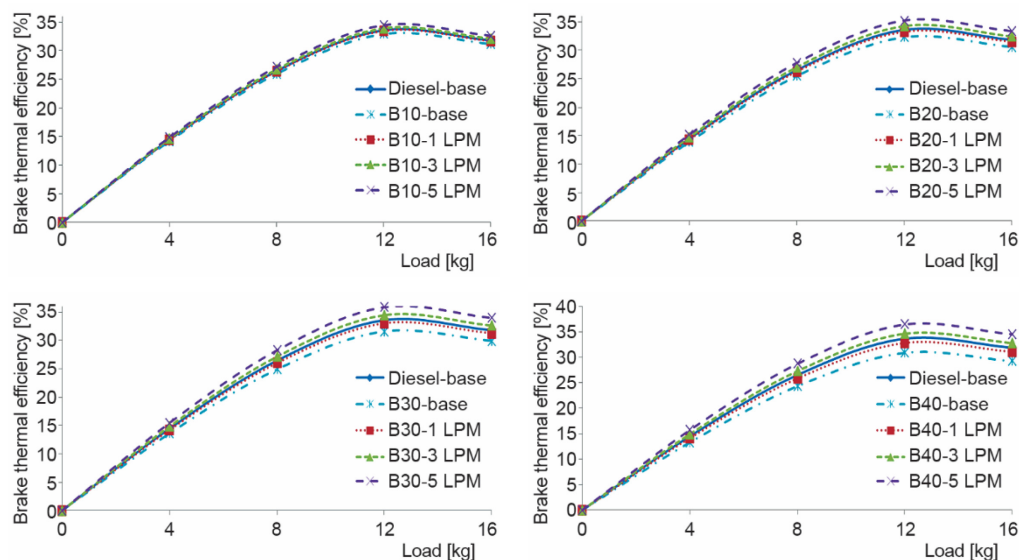 Brake thermal efficiency [%]
35
30
25
20
15
10
5
0
Diesel-base
B10-base
B10-1 LPM
B10-3 LPM
B10-5 LPM
0 4 8 12 16
Load [kg]
Brake thermal efficiency [%]
35
30
25
20
15
10
5
0
Diesel-base
B20-base
B20-1 LPM
B20-3 LPM
B20-5 LPM
0 4 8 12 16
Load [kg]
Brake thermal efficiency [%]
35
30
25
20
15
10
5
0
Diesel-base
B30-base
B30-1 LPM
B30-3 LPM
B30-5 LPM
0 4 8 12 16
Load [kg]
Brake thermal efficiency [%]
40
35
30
25
20
15
10
5
0
Diesel-base
B40-base
B40-1 LPM
B40-3 LPM
B40-5 LPM
0 4 8 12 16
Load [kg]